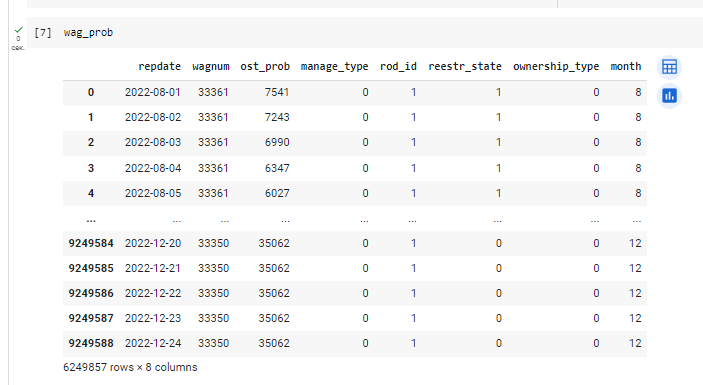 [7] wag_prob
0
сек.
repdate wagnum ost_prob manage_type rod_id reestr_state ownership_type month
0 2022-08-01 33361 7541 0 1 1 0 8
1 2022-08-02 33361 7243 0 1 1 0 8
2 2022-08-03 33361 6990 0 1 1 0 8
3 2022-08-04 33361 6347 0 1 1 0 8
4 2022-08-05 33361 6027 0 1 1 0 8
... ... ... ... ... ... ... ... ...
9249584 2022-12-20 33350 35062 0 1 0 0 12
9249585 2022-12-21 33350 35062 0 1 0 0 12
9249586 2022-12-22 33350 35062 0 1 0 0 12
9249587 2022-12-23 33350 35062 0 1 0 0 12
9249588 2022-12-24 33350 35062 0 1 0 0 12
6249857 rows × 8 columns